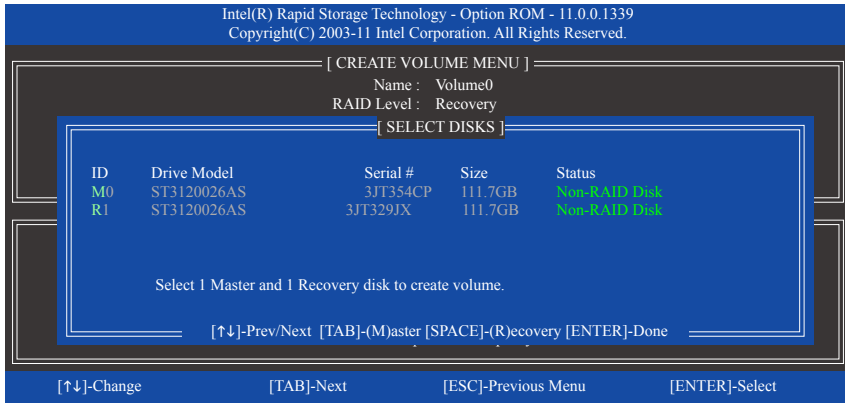 Intel(R) Rapid Storage Technology - Option ROM - 11.0.0.1339
Copyright(C) 2003-11 Intel Corporation. All Rights Reserved.
[ CREATE VOLUME MENU ]
Name : Volume0
RAID Level : Recovery
[ SELECT DISKS ]
ID Drive Model Serial # Size Status
M0 ST3120026AS 3JT354CP 111.7GB Non-RAID Disk
R1 ST3120026AS 3JT329JX 111.7GB Non-RAID Disk
Select 1 Master and 1 Recovery disk to create volume.
[↑↓]-Prev/Next [TAB]-(M)aster [SPACE]-(R)ecovery [ENTER]-Done
[↑↓]-Change [TAB]-Next [ESC]-Previous Menu [ENTER]-Select